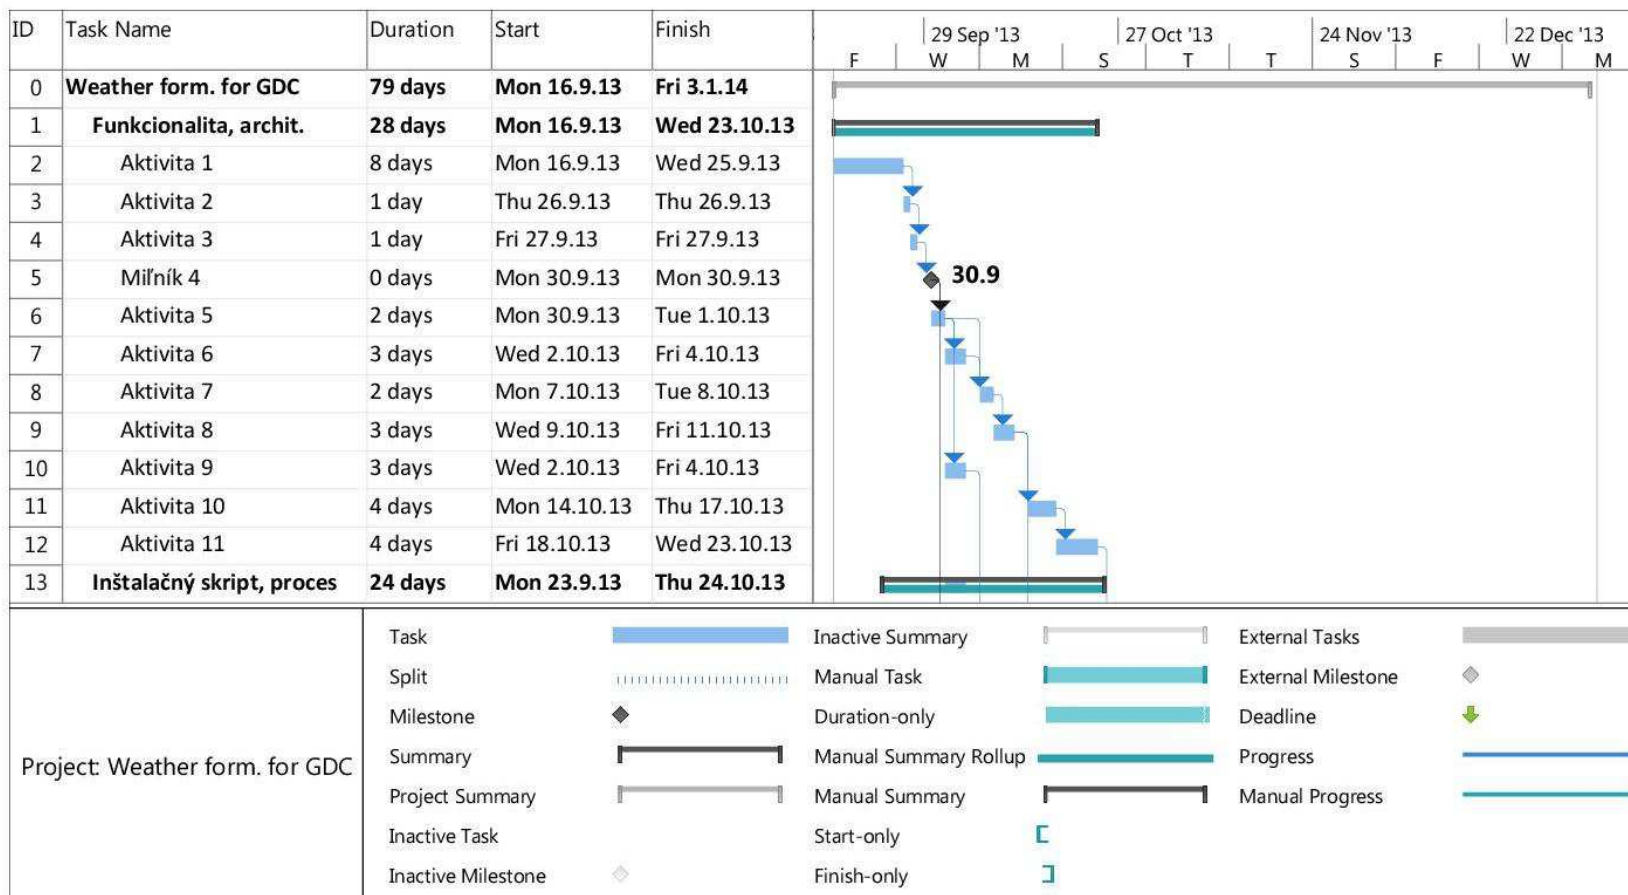 ID Task Name Duration Start Finish 29 Sep '13 27 Oct '13 24 Nov '13 22 Dec '13
F W M S T T S F W M
0 Weather form. for GDC 79 days Mon 16.9.13 Fri 3.1.14
1 Funkcionalita, archit. 28 days Mon 16.9.13 Wed 23.10.13
2 Aktivita 1 8 days Mon 16.9.13 Wed 25.9.13
3 Aktivita 2 1 day Thu 26.9.13 Thu 26.9.13
4 Aktivita 3 1 day Fri 27.9.13 Fri 27.9.13
5 Miľník 4 0 days Mon 30.9.13 Mon 30.9.13 30.9
6 Aktivita 5 2 days Mon 30.9.13 Tue 1.10.13
7 Aktivita 6 3 days Wed 2.10.13 Fri 4.10.13
8 Aktivita 7 2 days Mon 7.10.13 Tue 8.10.13
9 Aktivita 8 3 days Wed 9.10.13 Fri 11.10.13
10 Aktivita 9 3 days Wed 2.10.13 Fri 4.10.13
11 Aktivita 10 4 days Mon 14.10.13 Thu 17.10.13
12 Aktivita 11 4 days Fri 18.10.13 Wed 23.10.13
13 Inštalačný skript, proces 24 days Mon 23.9.13 Thu 24.10.13
Project: Weather form. for GDC
Task
Split
Milestone
Summary
Project Summary
Inactive Task
Inactive Milestone
Inactive Summary
Manual Task
Duration-only
Manual Summary Rollup
Manual Summary
Start-only
Finish-only
External Tasks
External Milestone
Deadline
Progress
Manual Progress